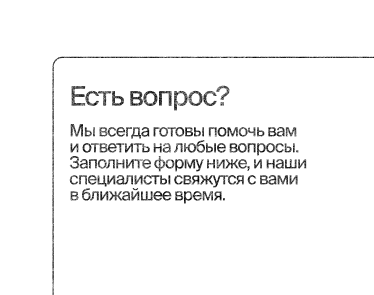 Есть вопрос?
Мы всегда готовы помочь вам
и ответить на любые вопросы.
Заполните форму ниже, и наши
специалисты свяжутся с вами
в ближайшее время.